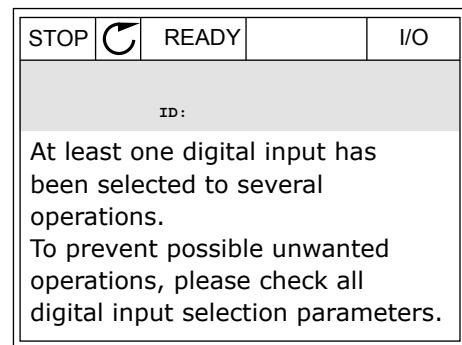 STOP READY I/O
ID:
At least one digital input has
been selected to several
operations.
To prevent possible unwanted
operations, please check all
digital input selection parameters.